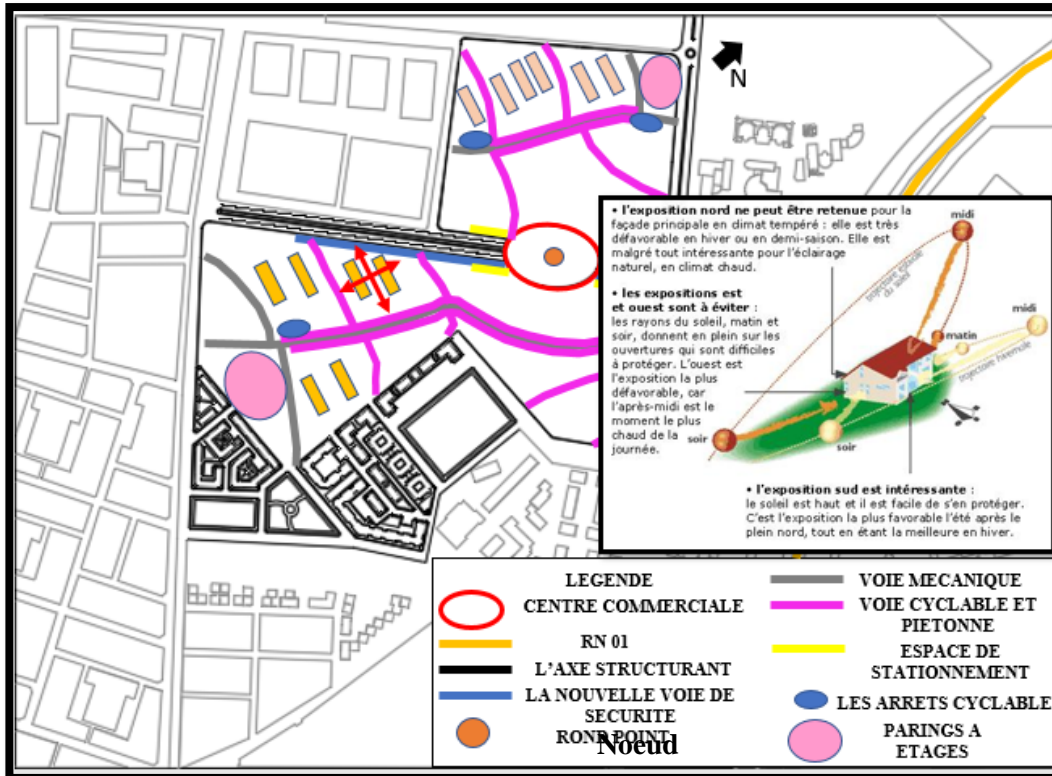 N
• l'exposition nord ne peut être retenue pour la
façade principale en climat tempéré : elle est très
défavorable en hiver ou en demi-saison. Elle est
malgré tout intéressante pour l'éclairage
naturel, en climat chaud.
• les expositions est
et ouest sont à éviter :
les rayons du soleil, matin et
soir, donnent en plein sur les
ouvertures qui sont difficiles
à protéger. L'ouest est
l'exposition la plus
défavorable, car
l'après-midi est le
moment le plus
chaud de la
journée.
midi
trajectoire estivale
du soleil
midi
matin
trajectoire hivernale
soir
soir
• l'exposition sud est intéressante :
le soleil est haut et il est facile de s'en protéger.
C'est l'exposition la plus favorable l'été après le
plein nord, tout en étant la meilleure en hiver.
LEGENDE
CENTRE COMMERCIALE
RN 01
L'AXE STRUCTURANT
LA NOUVELLE VOIE DE
SECURITE
ROND POINT
Noeud
VOIE MECANIQUE
VOIE CYCLABLE ET
PIETONNE
ESPACE DE
STATIONNEMENT
LES ARRETS CYCLABLE
PARINGS A
ETAGES